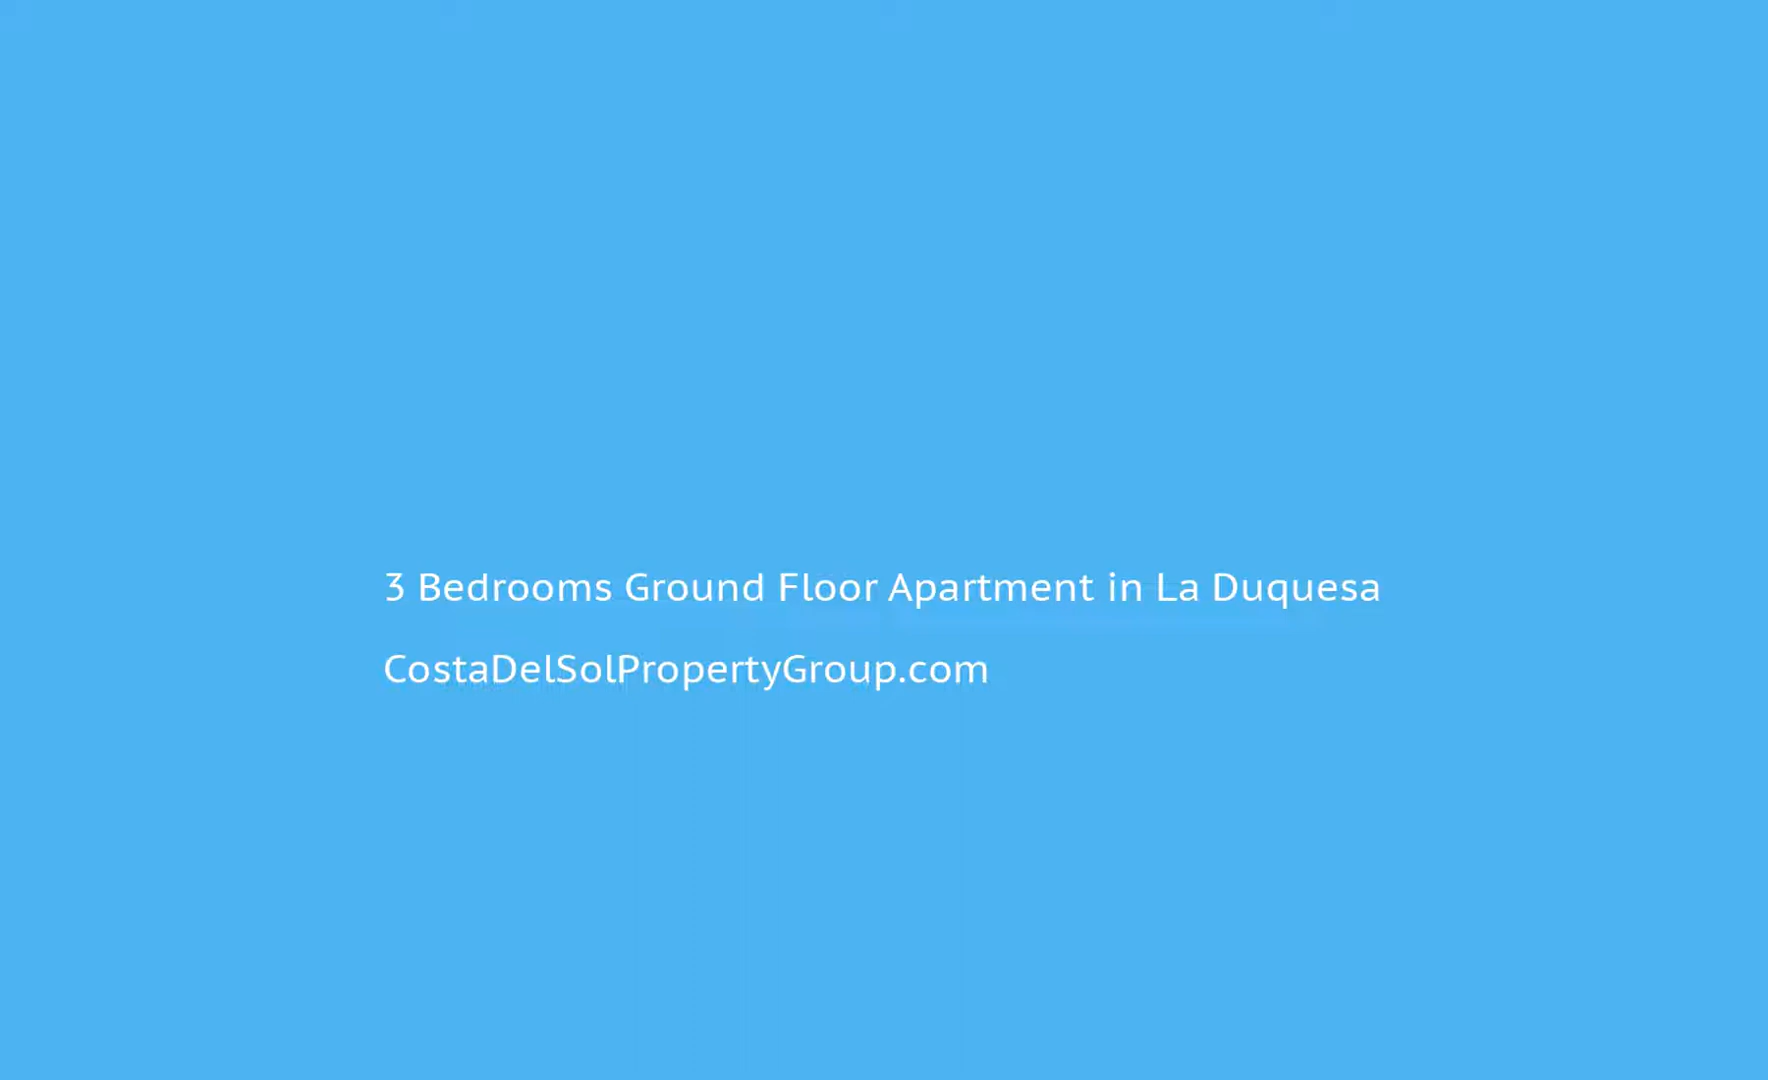 3 Bedrooms Ground Floor Apartment in La Duquesa
CostaDelSolPropertyGroup.com